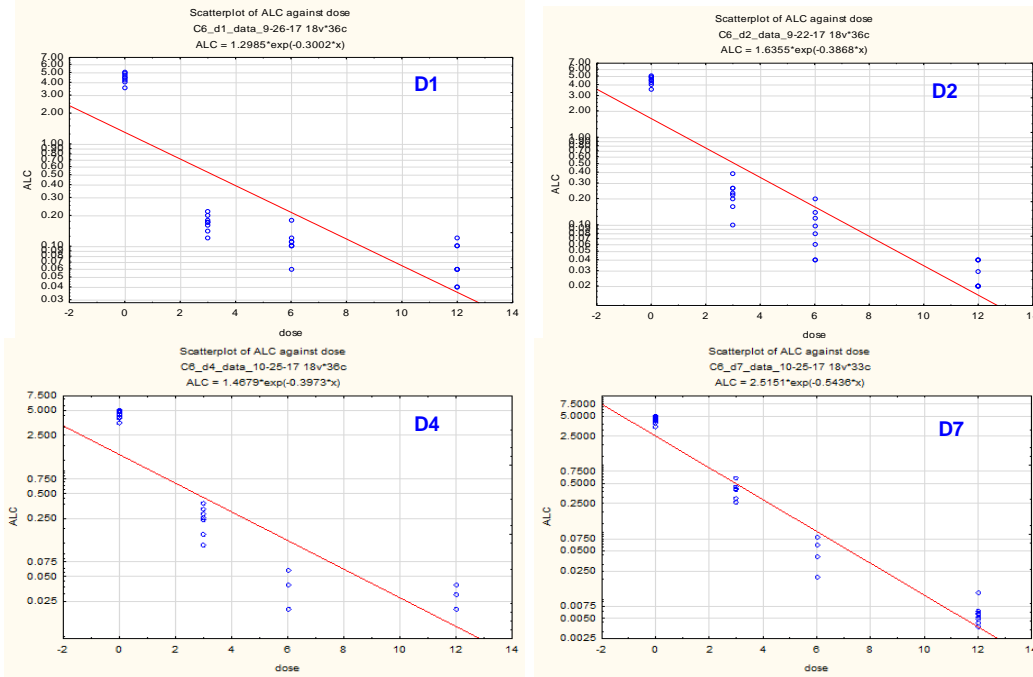 Scatterplot of ALC against dose
C6_d1_data_9-26-17 18v*36c
ALC = 1.2985*exp(-0.3002*x)
D1
7.00
5.00
4.00
3.00
2.00
1.00
0.90
0.80
0.70
0.60
0.50
0.40
0.30
0.20
0.10
0.09
0.08
0.07
0.06
0.05
0.04
0.03
ALC
-2 0 2 4 6 8 10 12 14
dose
Scatterplot of ALC against dose
C6_d2_data_9-22-17 18v*36c
ALC = 1.6355*exp(-0.3868*x)
D2
7.00
5.00
4.00
3.00
2.00
1.00
0.90
0.80
0.70
0.60
0.50
0.40
0.30
0.20
0.10
0.09
0.08
0.07
0.06
0.05
0.04
0.03
0.02
ALC
-2 0 2 4 6 8 10 12 14
dose
Scatterplot of ALC against dose
C6_d4_data_10-25-17 18v*36c
ALC = 1.4679*exp(-0.3973*x)
D4
7.500
5.000
2.500
0.750
0.500
0.250
0.075
0.050
0.025
ALC
-2 0 2 4 6 8 10 12 14
dose
Scatterplot of ALC against dose
C6_d7_data_10-25-17 18v*33c
ALC = 2.5151*exp(-0.5436*x)
D7
7.5000
5.0000
2.5000
0.7500
0.5000
0.2500
0.0750
0.0500
0.0250
0.0075
0.0050
0.0025
ALC
-2 0 2 4 6 8 10 12 14
dose